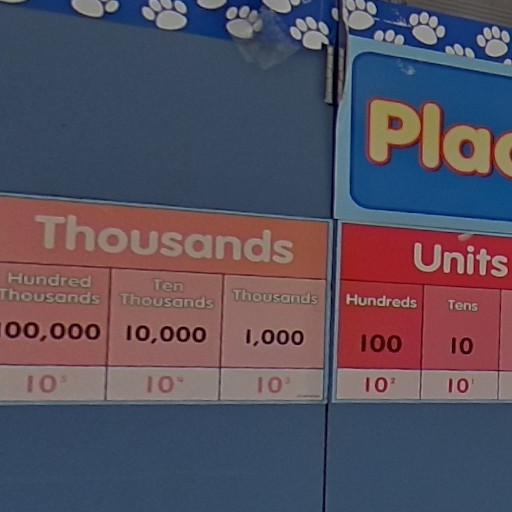 Plac
Thousands
Units
Hundred Thousands
Ten Thousands
Thousands
Hundreds
Tens
100,000
10,000
1,000
100
10
10⁵
10⁴
10³
10²
10¹